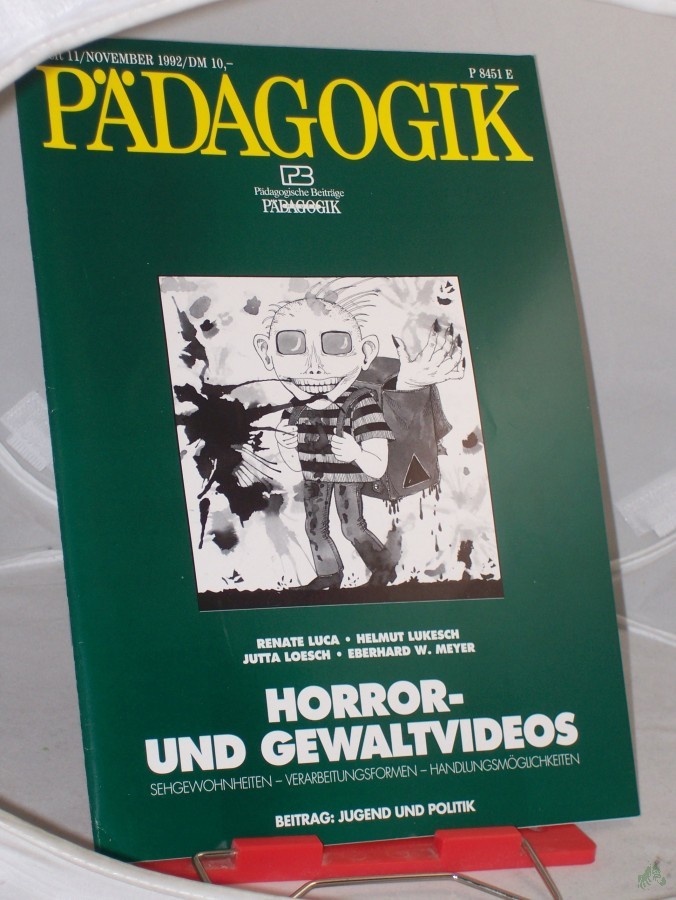 11/NOVEMBER 1992/DM 10,–
P 8451 E
PÄDAGOGIK
PB
Pädagogische Beiträge
PÄDAGOGIK
RENATE LUCA • HELMUT LUKESCH
JUTTA LOESCH • EBERHARD W. MEYER
HORROR-
UND GEWALTVIDEOS
SEHGEWOHNHEITEN – VERARBEITUNGSFORMEN – HANDLUNGSMÖGLICHKEITEN
BEITRAG: JUGEND UND POLITIK